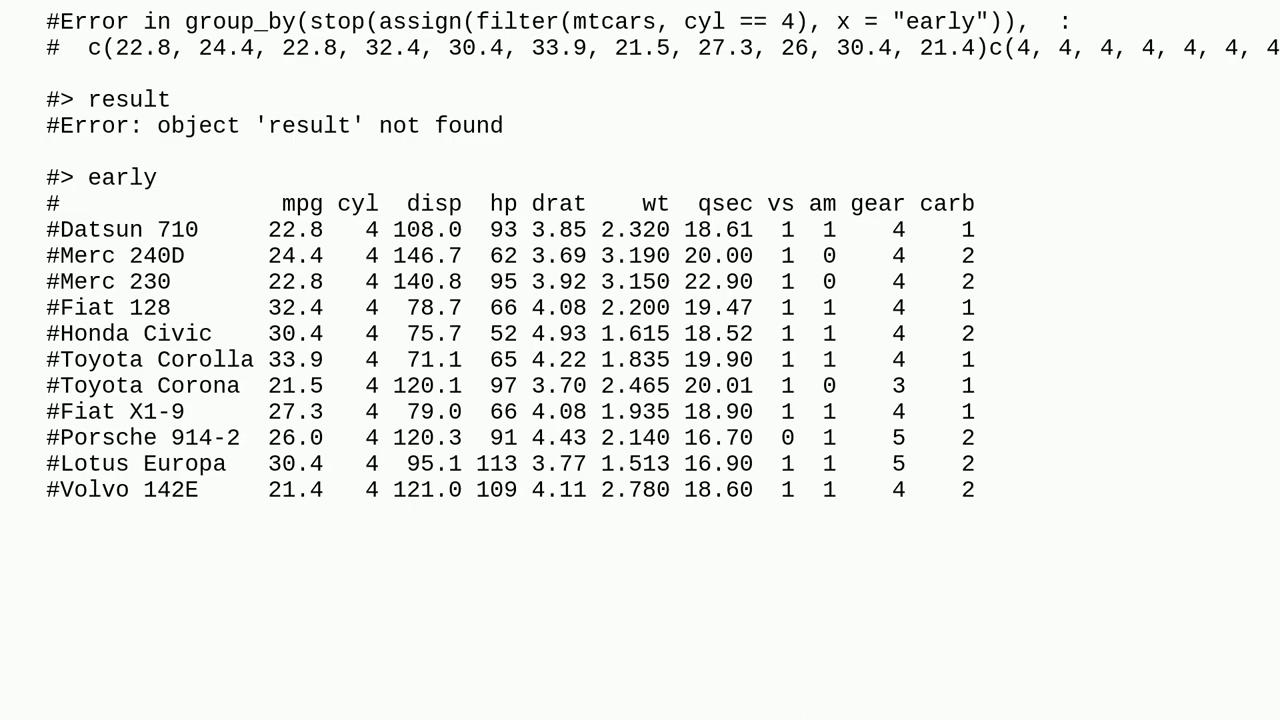 #Error in group_by(stop(assign(filter(mtcars, cyl == 4), x = "early")),  :
#  c(22.8, 24.4, 22.8, 32.4, 30.4, 33.9, 21.5, 27.3, 26, 30.4, 21.4)c(4, 4, 4, 4, 4, 4, 4
#> result
#Error: object 'result' not found
#> early
#                mpg cyl  disp  hp drat    wt  qsec vs am gear carb
#Datsun 710     22.8   4 108.0  93 3.85 2.320 18.61  1  1    4    1
#Merc 240D      24.4   4 146.7  62 3.69 3.190 20.00  1  0    4    2
#Merc 230       22.8   4 140.8  95 3.92 3.150 22.90  1  0    4    2
#Fiat 128       32.4   4  78.7  66 4.08 2.200 19.47  1  1    4    1
#Honda Civic    30.4   4  75.7  52 4.93 1.615 18.52  1  1    4    2
#Toyota Corolla 33.9   4  71.1  65 4.22 1.835 19.90  1  1    4    1
#Toyota Corona  21.5   4 120.1  97 3.70 2.465 20.01  1  0    3    1
#Fiat X1-9      27.3   4  79.0  66 4.08 1.935 18.90  1  1    4    1
#Porsche 914-2  26.0   4 120.3  91 4.43 2.140 16.70  0  1    5    2
#Lotus Europa   30.4   4  95.1 113 3.77 1.513 16.90  1  1    5    2
#Volvo 142E     21.4   4 121.0 109 4.11 2.780 18.60  1  1    4    2